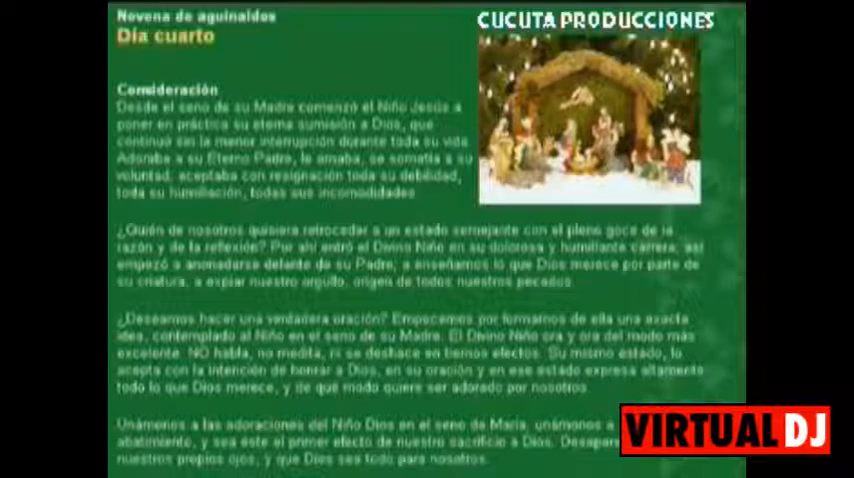 Novena de aguinaldos
Día cuarto
CUCUTA PRODUCCIONES
Consideración
Desde el seno de su Madre comenzó el Niño Jesús a
poner en práctica su eterna sumisión a Dios, que
continuó sin la menor interrupción durante toda su vida.
Adoraba a su Eterno Padre, le amaba, se sometía a su
voluntad, aceptaba con resignación toda su debilidad,
toda su humillación, todas sus incomodidades.
¿Quién de nosotros quisiera retroceder a un estado semejante con el pleno goce de la
razón y de la reflexión? Por ahí entró el Divino Niño en su dolorosa y humillante carrera; así
empezó a anonadarse delante de su Padre; a enseñarnos lo que Dios merece por parte de
su criatura, a expiar nuestro orgullo, origen de todos nuestros pecados.
¿Deseamos hacer una verdadera oración? Empecemos por formarnos de ella una exacta
idea, contemplado al Niño en el seno de su Madre. El Divino Niño ora y ora del modo más
excelente. NO habla, no medita, ni se deshace en tiernos efectos. Su mismo estado, lo
acepta con la intención de honrar a Dios, en su oración y en ese estado expresa altamente
todo lo que Dios merece, y de qué modo quiere ser adorado por nosotros.
Unámonos a las adoraciones del Niño Dios en el seno de María, unámonos a
abatimiento, y sea éste el primer efecto de nuestro sacrificio a Dios.
nuestros propios ojos, y que Dios sea todo para nosotros.
VIRTUAL DJ